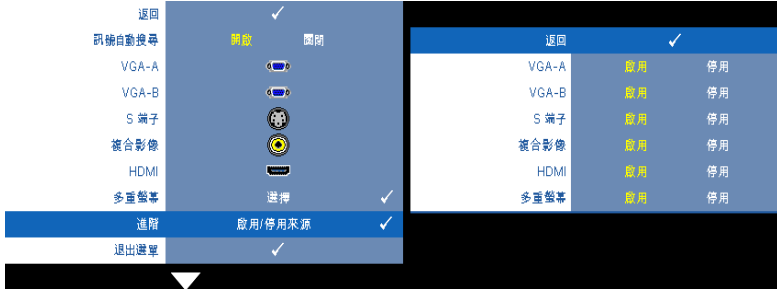 返回
訊號自動搜尋 開啟 關閉
VGA-A
VGA-B
S 端子
複合影像
HDMI
多重螢幕 選擇
進階 啟用/停用來源
退出選單
返回
VGA-A 啟用 停用
VGA-B 啟用 停用
S 端子 啟用 停用
複合影像 啟用 停用
HDMI 啟用 停用
多重螢幕 啟用 停用